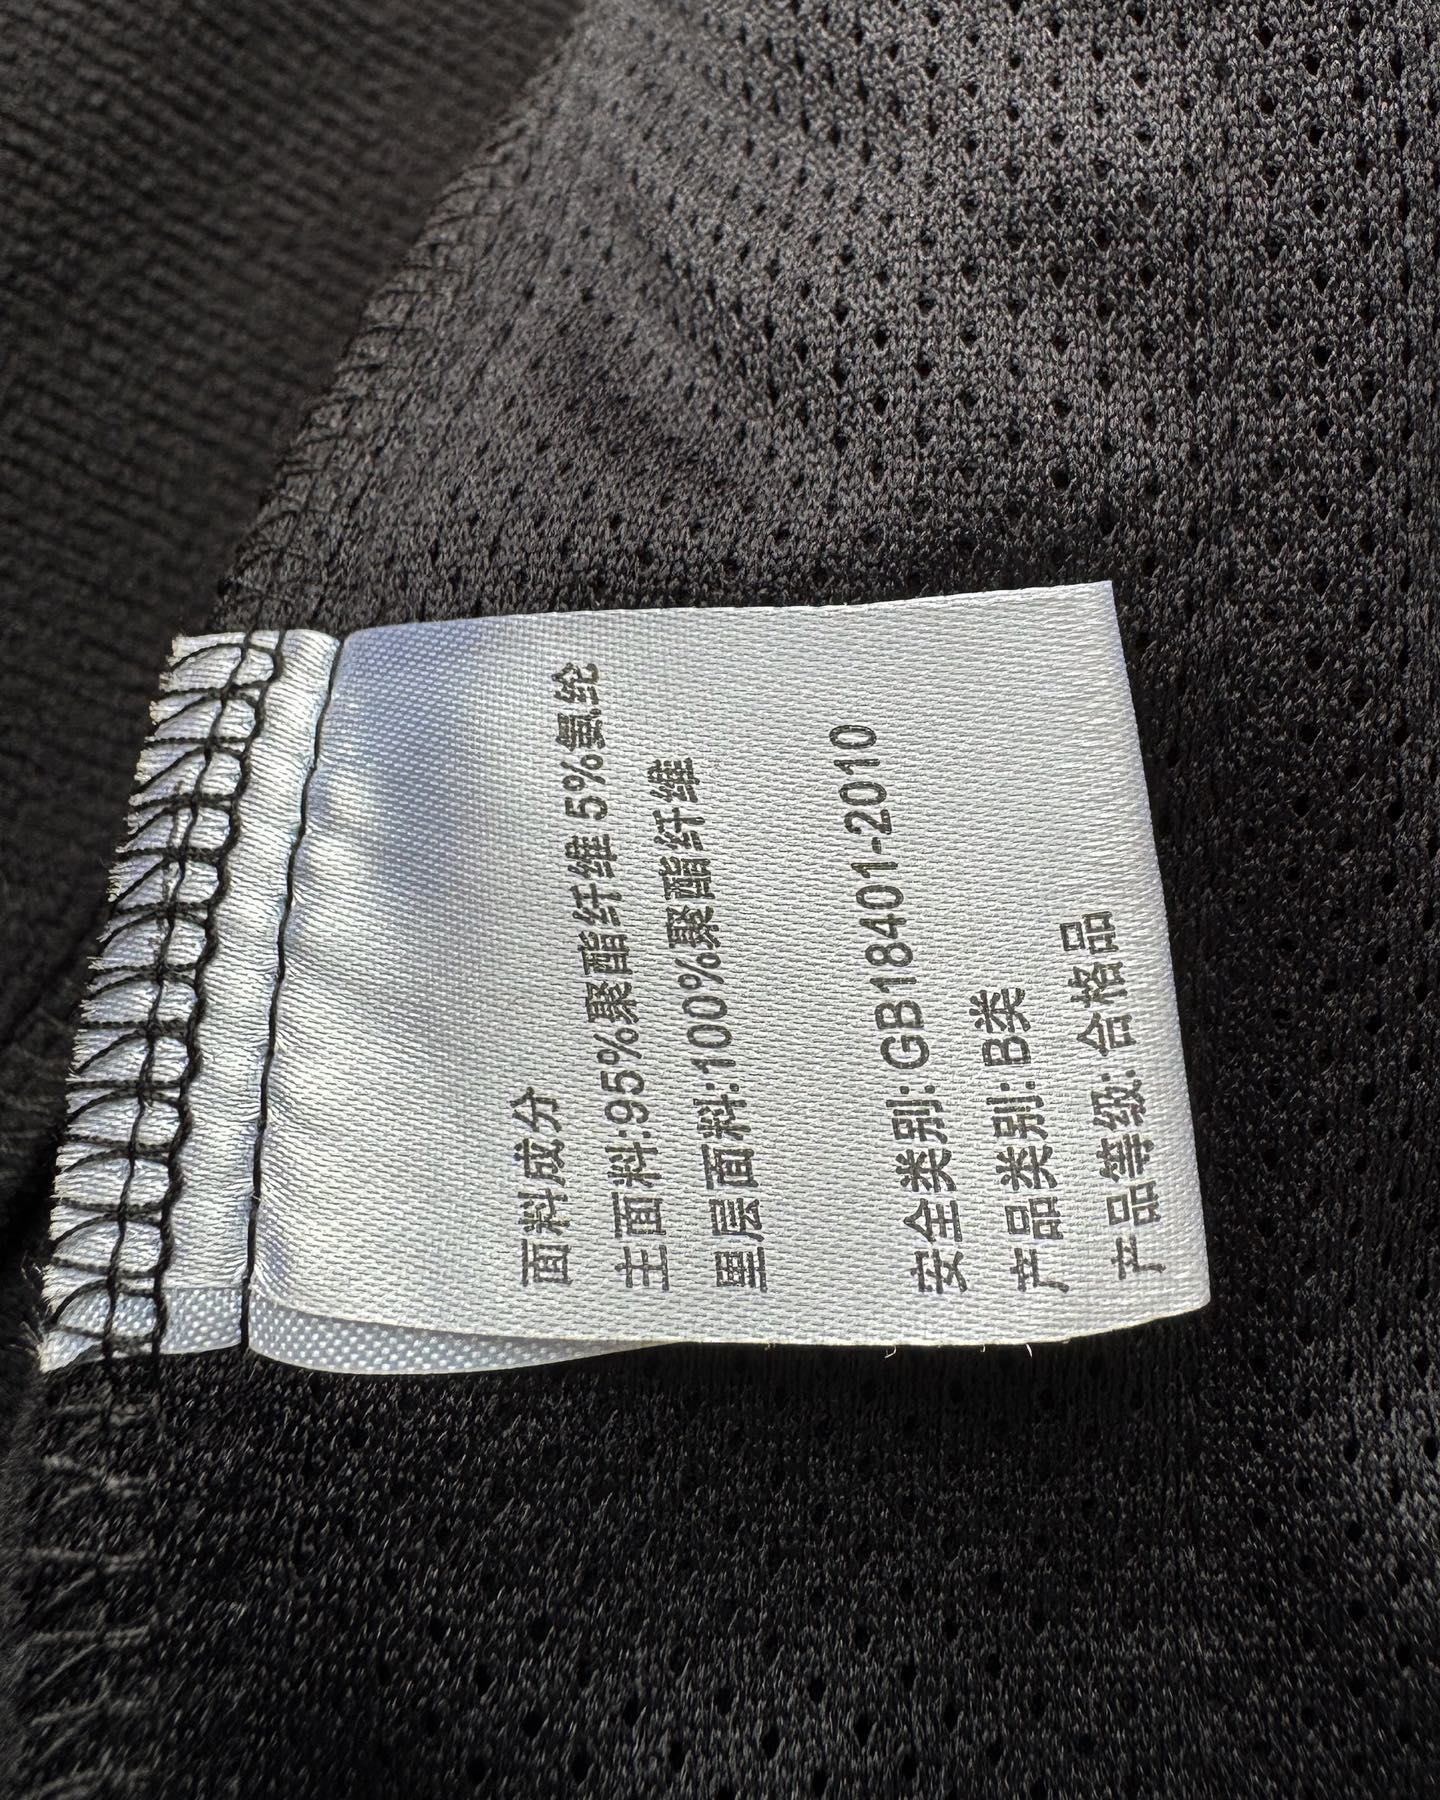 面料成分
主面料:95%聚酯纤维 5%氨纶
里层面料:100%聚酯纤维
安全类别: GB18401-2010
产品类别: B类
产品等级: 合格品